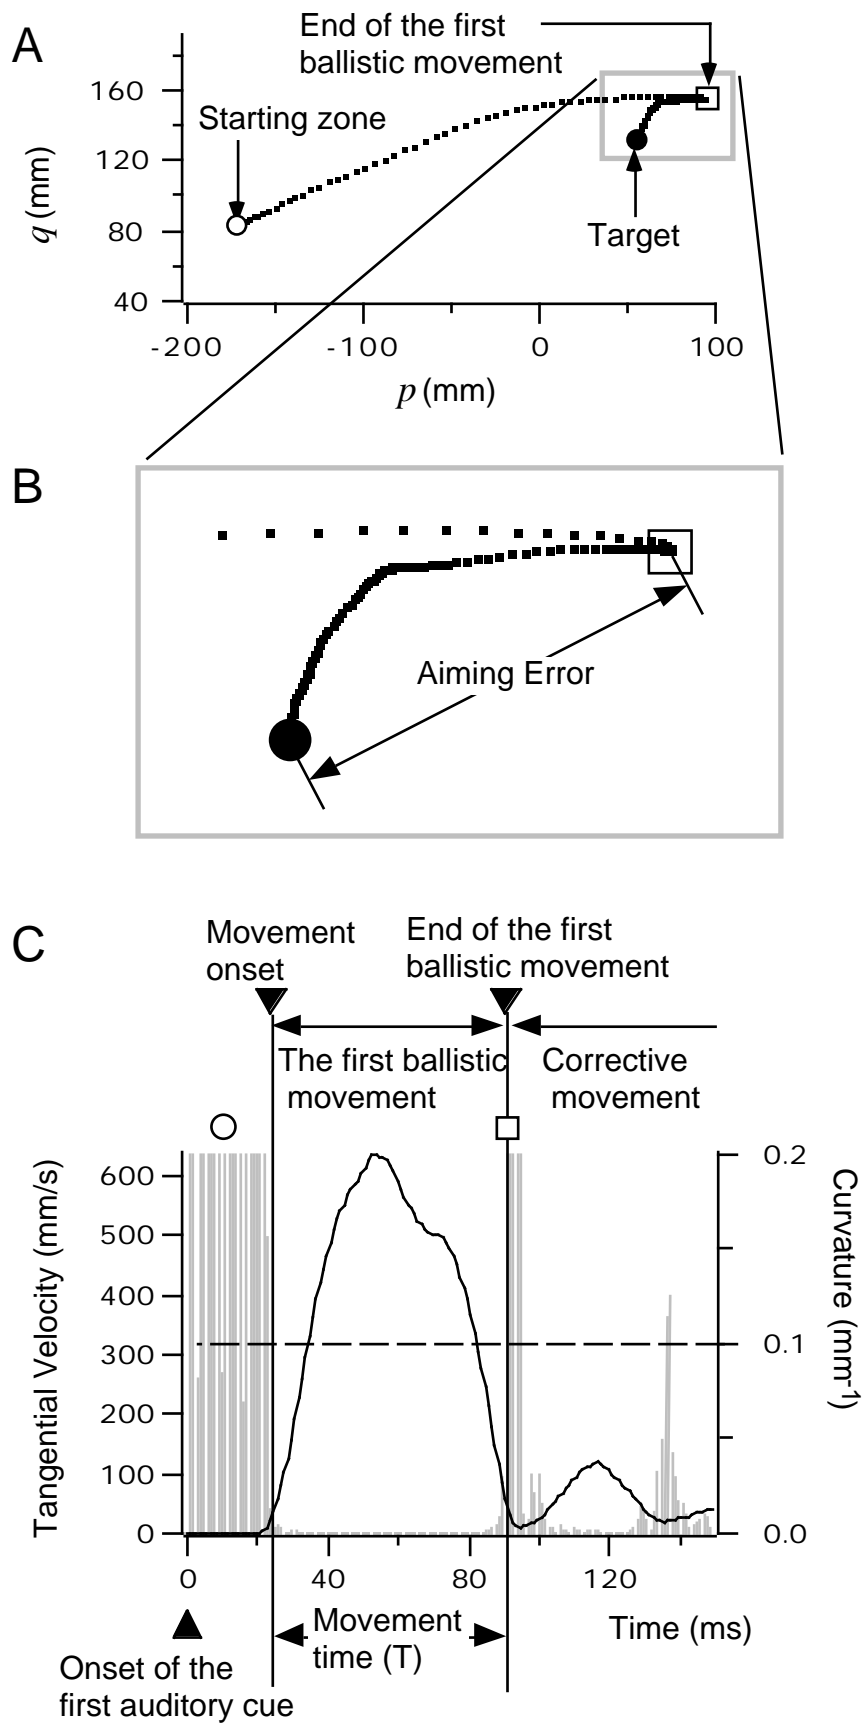 A
End of the first
ballistic movement
Starting zone
Target
160
120
80
40
q (mm)
-200 -100 0 100
p (mm)
B
Aiming Error
C
Movement
onset
End of the first
ballistic movement
The first ballistic
movement
Corrective
movement
600
500
400
300
200
100
0
Tangential Velocity (mm/s)
0.2
0.1
0.0
Curvature (mm-1)
0 40 80 120
Movement
time (T)
Time (ms)
Onset of the
first auditory cue